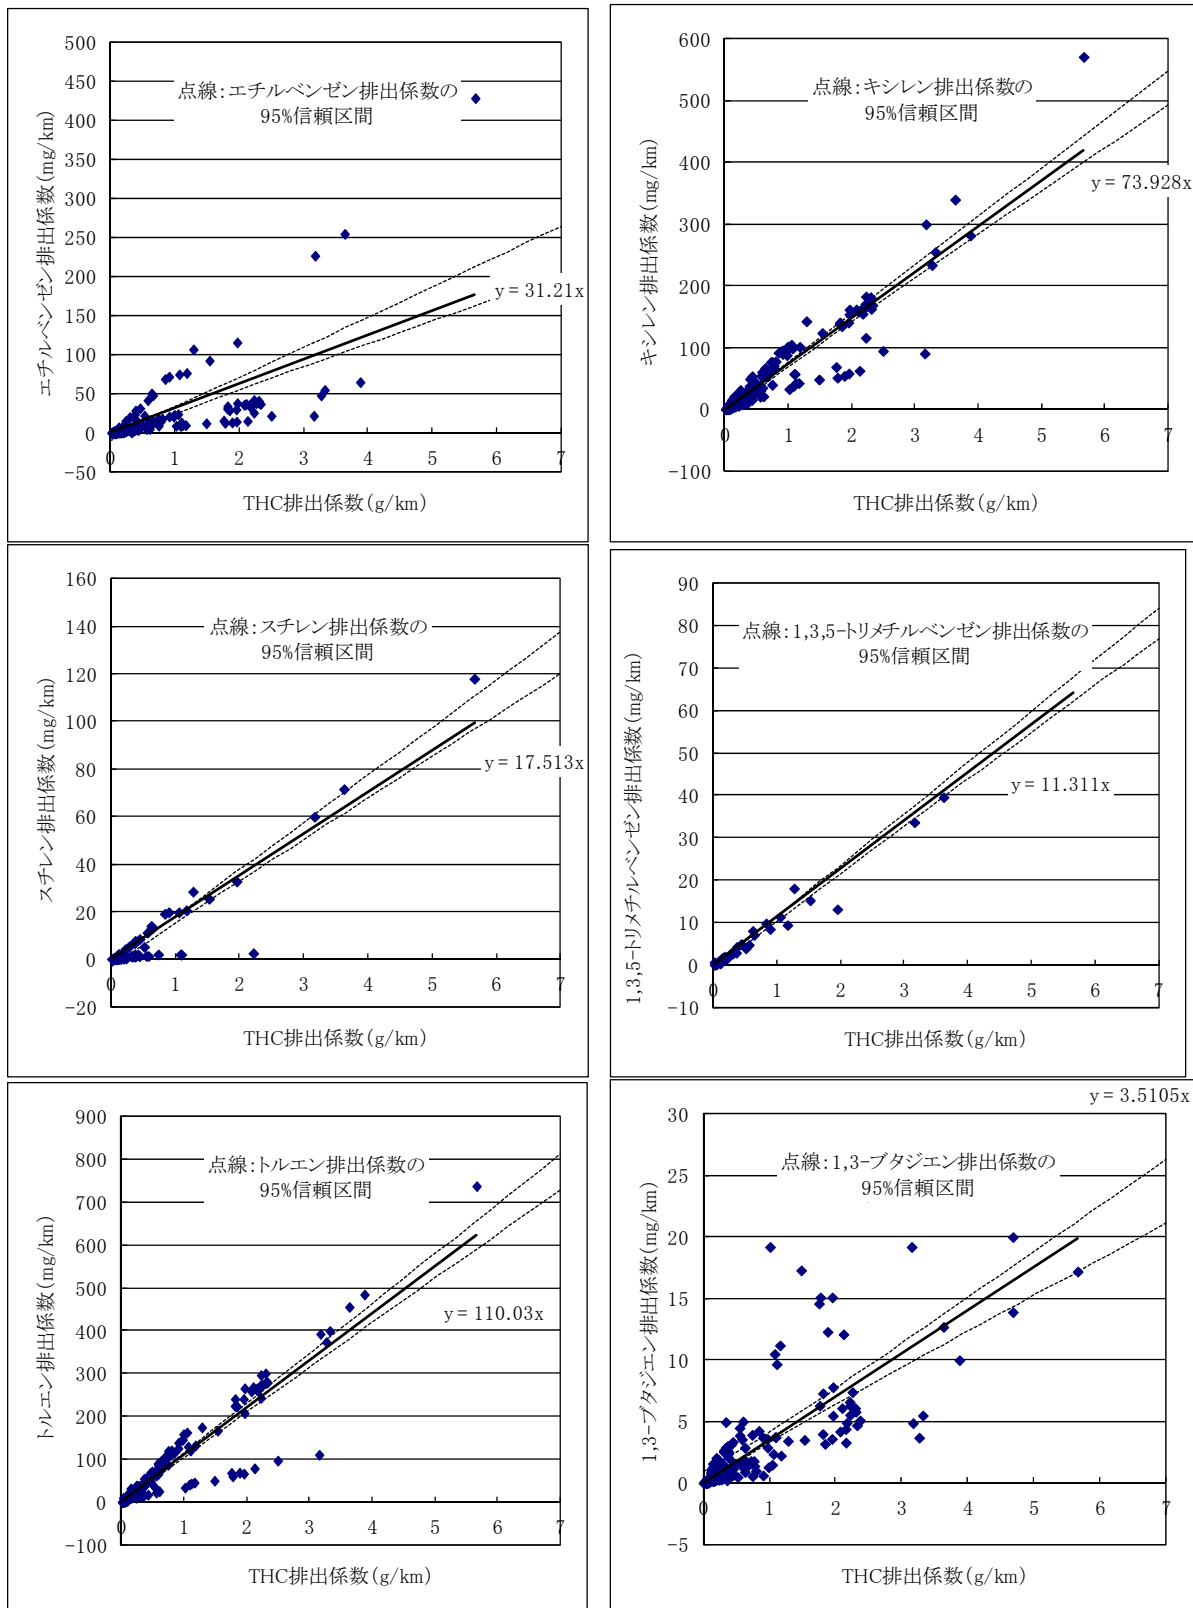 500
450
400
350
300
250
200
150
100
50
0
-50
点線：エチルベンゼン排出係数の
95%信頼区間
y = 31.21x
0 1 2 3 4 5 6 7
THC排出係数(g/km)
エチルベンゼン排出係数(mg/km)
600
500
400
300
200
100
0
-100
点線：キシレン排出係数の
95%信頼区間
y = 73.928x
0 1 2 3 4 5 6 7
THC排出係数(g/km)
キシレン排出係数(mg/km)
160
140
120
100
80
60
40
20
0
-20
点線：スチレン排出係数の
95%信頼区間
y = 17.513x
0 1 2 3 4 5 6 7
THC排出係数(g/km)
スチレン排出係数(mg/km)
90
80
70
60
50
40
30
20
10
0
-10
点線：1,3,5-トリメチルベンゼン排出係数の
95%信頼区間
y = 11.311x
0 1 2 3 4 5 6 7
THC排出係数(g/km)
1,3,5-トリメチルベンゼン排出係数(mg/km)
900
800
700
600
500
400
300
200
100
0
-100
点線：トルエン排出係数の
95%信頼区間
y = 110.03x
0 1 2 3 4 5 6 7
THC排出係数(g/km)
トルエン排出係数(mg/km)
y = 3.5105x
30
25
20
15
10
5
0
-5
点線：1,3-ブタジエン排出係数の
95%信頼区間
0 1 2 3 4 5 6 7
THC排出係数(g/km)
1,3-ブタジエン排出係数(mg/km)